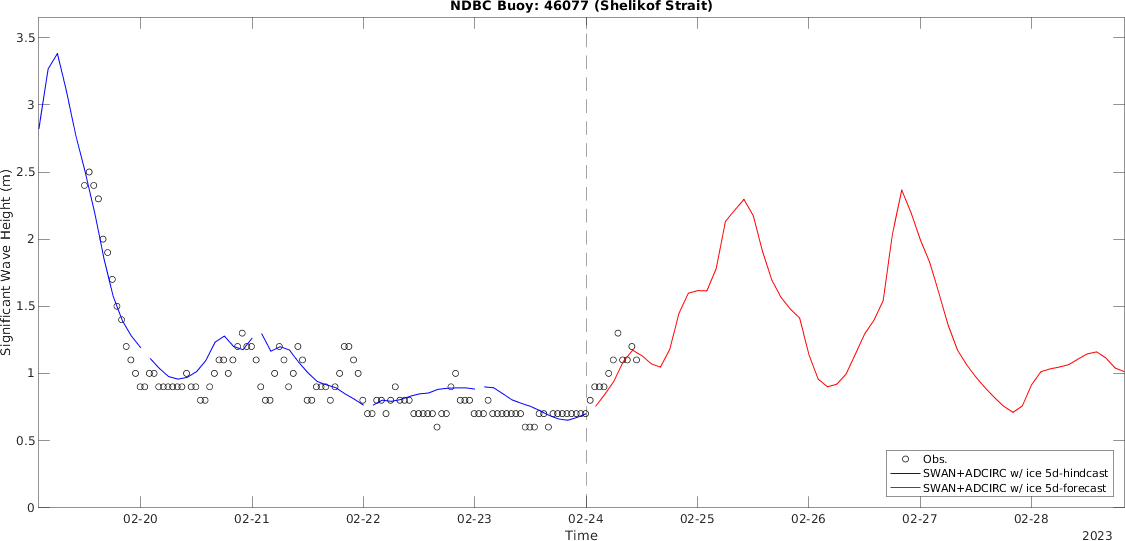 NDBC Buoy: 46077 (Shelikof Strait)
Significant Wave Height (m)
3.5
3
2.5
2
1.5
1
0.5
0
Obs.
SWAN+ADCIRC w/ ice 5d-hindcast
SWAN+ADCIRC w/ ice 5d-forecast
02-20 02-21 02-22 02-23 02-24 02-25 02-26 02-27 02-28
Time
2023